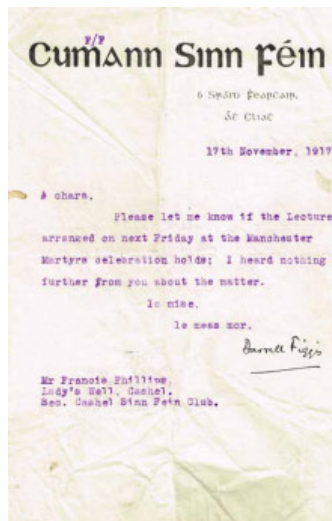 F/F
Cumann Sinn Féin
6 Sráid Fearcair,
Át Cliat
17th November, 1917
A chara,
Please let me know if the Lecture
arranged on next Friday at the Manchester
Martyrs celebration holds; I heard nothing
further from you about the matter.
Is mise,
le meas mor,
Darrell Figgis
Mr Francis Phillips,
Lady's Well, Cashel.
Sec. Cashel Sinn Fein Club.